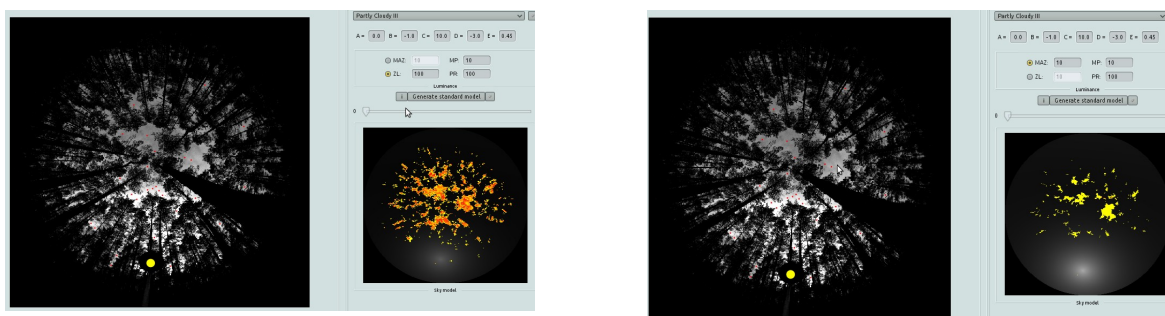 Partly Cloudy III
A = 0.0 B = -1.0 C = 10.0 D = -3.0 E = 0.45
MAZ: 10 MP: 10
ZL: 100 PR: 100
Luminance
Generate standard model
0
Sky model
Partly Cloudy III
A = 0.0 B = -1.0 C = 10.0 D = -3.0 E = 0.45
MAZ: 10 MP: 10
ZL: 10 PR: 100
Luminance
Generate standard model
0
Sky model